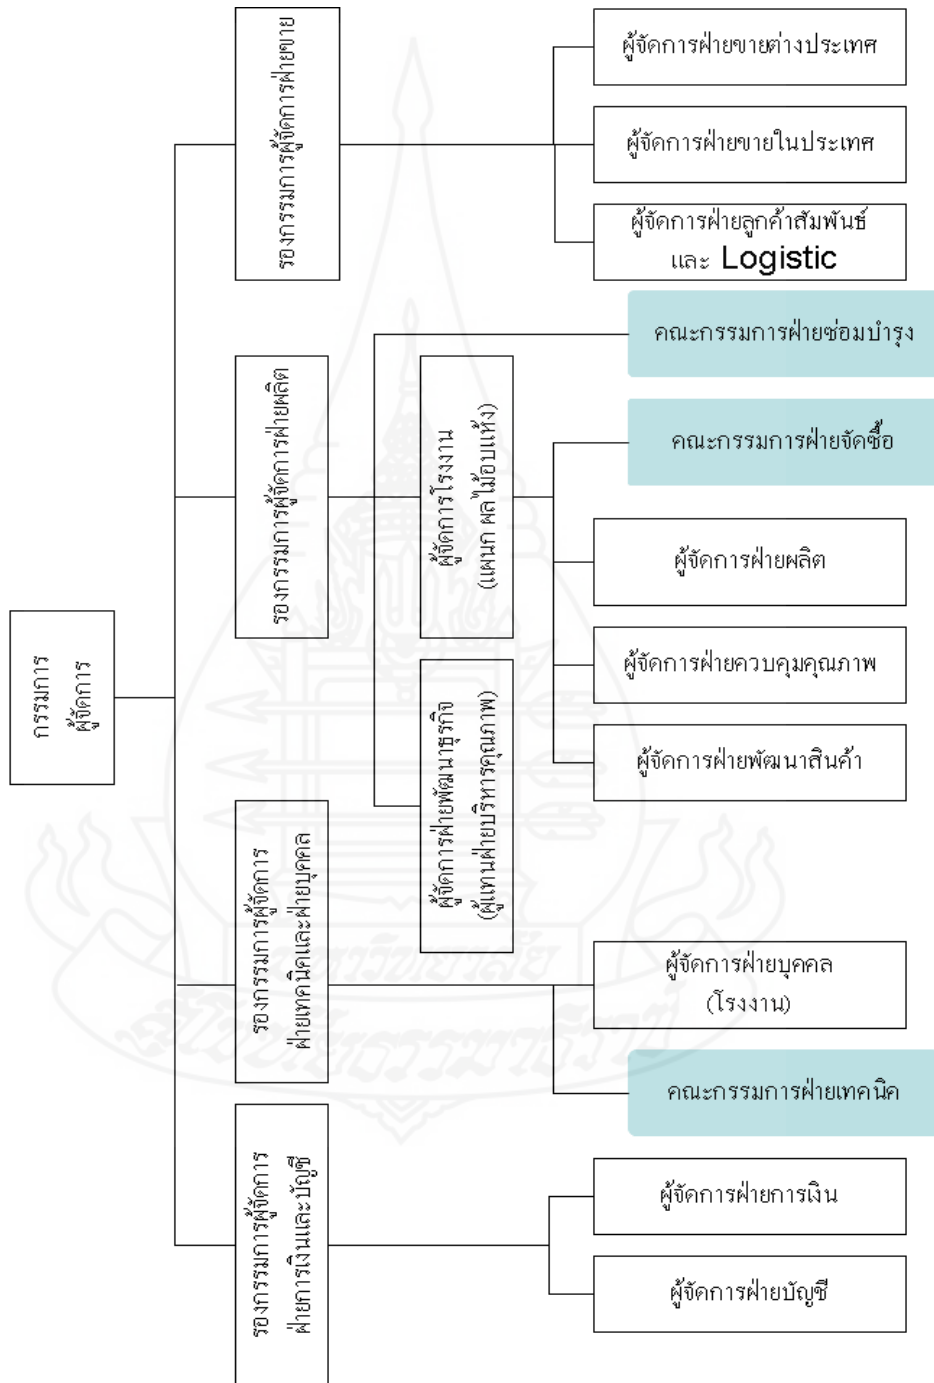 กรรมการ
ผู้จัดการ
รองกรรมการผู้จัดการฝ่ายขาย
ผู้จัดการฝ่ายขายต่างประเทศ
ผู้จัดการฝ่ายขายในประเทศ
ผู้จัดการฝ่ายลูกค้าสัมพันธ์
และ Logistic
รองกรรมการผู้จัดการฝ่ายผลิต
คณะกรรมการฝ่ายซ่อมบำรุง
ผู้จัดการโรงงาน
(แผนก ผลไม้อบแห้ง)
คณะกรรมการฝ่ายจัดซื้อ
ผู้จัดการฝ่ายผลิต
ผู้จัดการฝ่ายควบคุมคุณภาพ
ผู้จัดการฝ่ายพัฒนาสินค้า
ผู้จัดการฝ่ายพัฒนาธุรกิจ
(ผู้แทนฝ่ายบริหารคุณภาพ)
รองกรรมการผู้จัดการ
ฝ่ายเทคนิคและฝ่ายบุคคล
ผู้จัดการฝ่ายบุคคล
(โรงงาน)
คณะกรรมการฝ่ายเทคนิค
รองกรรมการผู้จัดการ
ฝ่ายการเงินและบัญชี
ผู้จัดการฝ่ายการเงิน
ผู้จัดการฝ่ายบัญชี